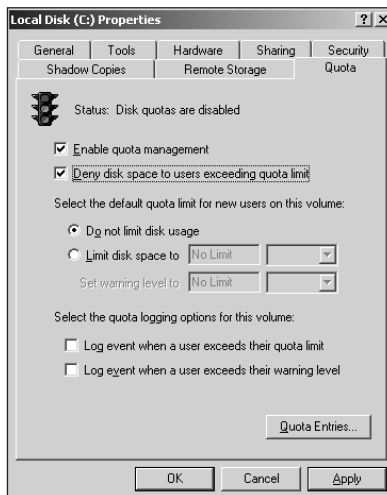 Local Disk (C:) Properties
General Tools Hardware Sharing Security
Shadow Copies Remote Storage Quota
Status: Disk quotas are disabled
Enable quota management
Deny disk space to users exceeding quota limit
Select the default quota limit for new users on this volume:
Do not limit disk usage
Limit disk space to No Limit
Set warning level to No Limit
Select the quota logging options for this volume:
Log event when a user exceeds their quota limit
Log event when a user exceeds their warning level
Quota Entries...
OK Cancel Apply